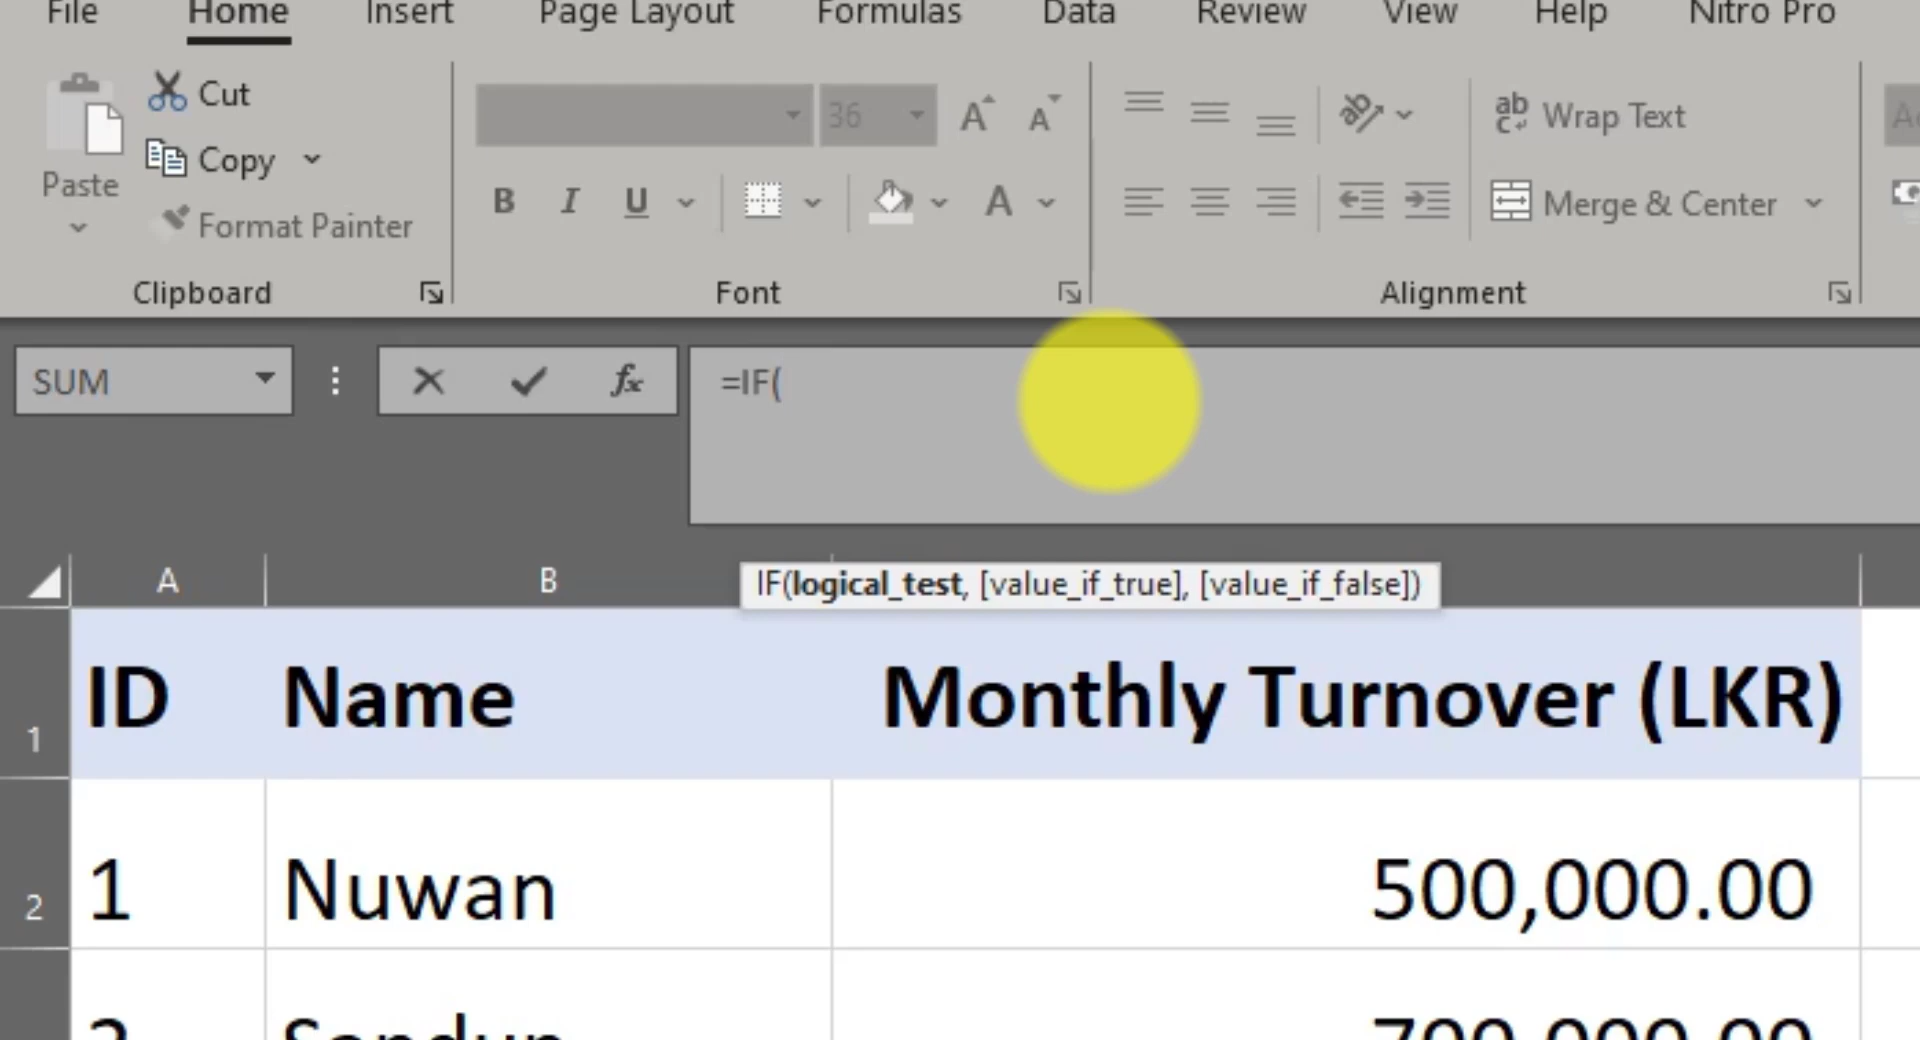 File Home Insert Page Layout Formulas Data Review View Help Nitro Pro
Paste
Cut
Copy
Format Painter
Clipboard
36
A A
B I U A
Font
ab Wrap Text
Merge & Center
Alignment
SUM fx =IF(
IF(logical_test, [value_if_true], [value_if_false])
A B
1 ID Name Monthly Turnover (LKR)
2 1 Nuwan 500,000.00